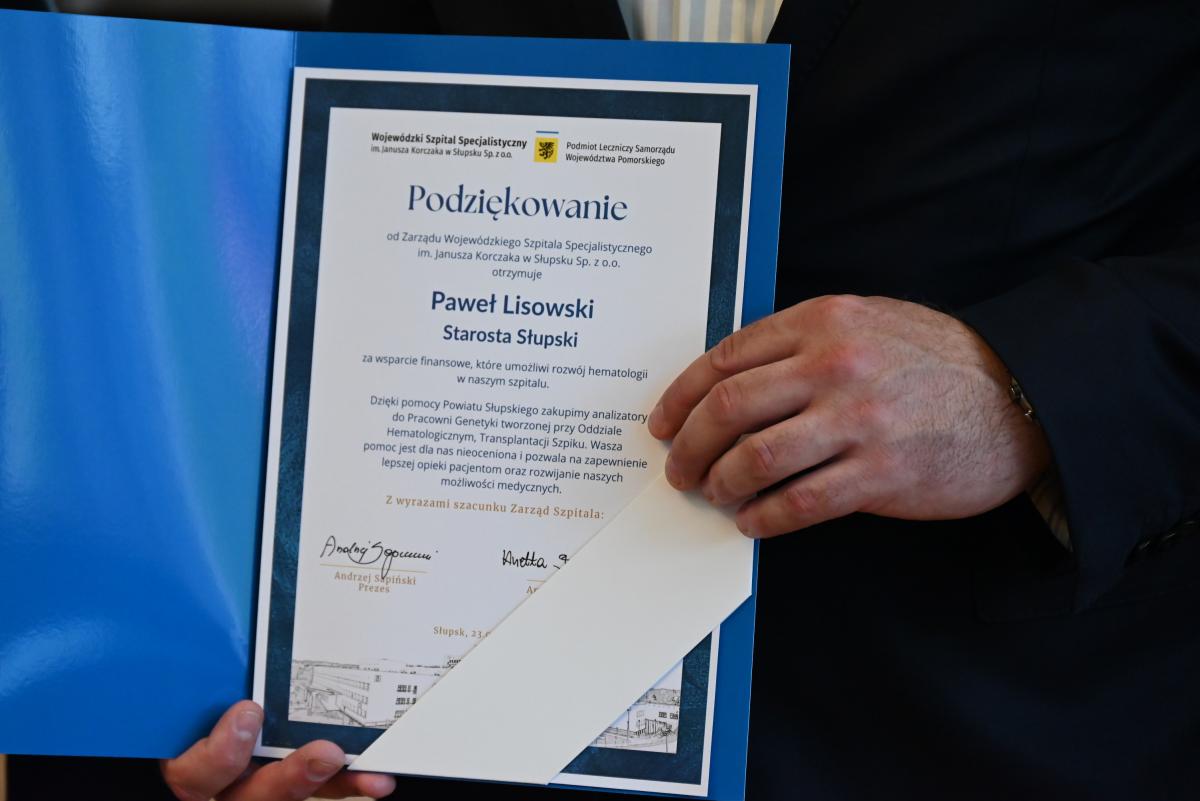 Wojewódzki Szpital Specjalistyczny
im. Janusza Korczaka w Słupsku Sp. z o.o.
Podmiot Leczniczy Samorządu
Województwa Pomorskiego
Podziękowanie
od Zarządu Wojewódzkiego Szpitala Specjalistycznego
im. Janusza Korczaka w Słupsku Sp. z o.o.
otrzymuje
Paweł Lisowski
Starosta Słupski
za wsparcie finansowe, które umożliwi rozwój hematologii
w naszym szpitalu.
Dzięki pomocy Powiatu Słupskiego zakupimy analizatory
do Pracowni Genetyki tworzonej przy Oddziale
Hematologicznym, Transplantacji Szpiku. Wasza
pomoc jest dla nas nieoceniona i pozwala na zapewnienie
lepszej opieki pacjentom oraz rozwijanie naszych
możliwości medycznych.
Z wyrazami szacunku Zarząd Szpitala:
Andrzej Sapiński
Prezes
Słupsk, 23